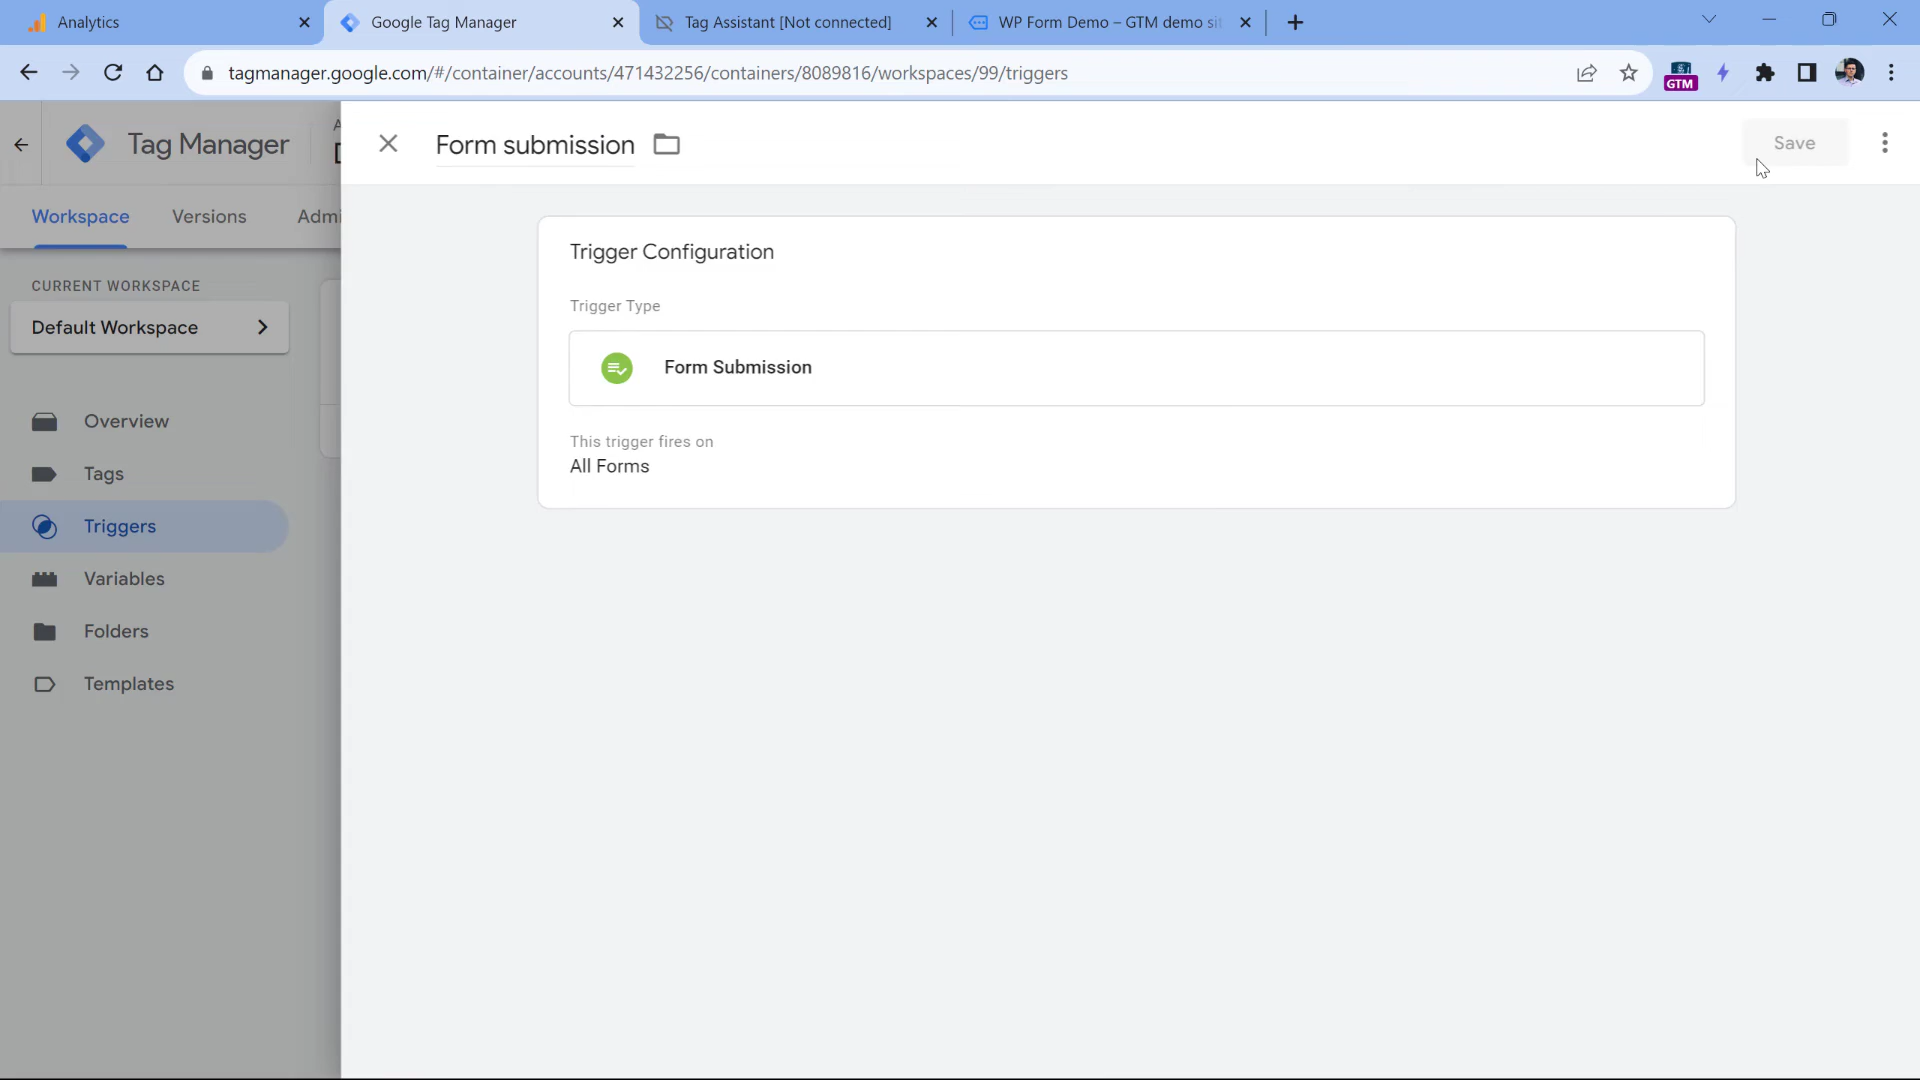 Analytics
Google Tag Manager
Tag Assistant [Not connected]
WP Form Demo – GTM demo sit
tagmanager.google.com/#/container/accounts/471432256/containers/8089816/workspaces/99/triggers
GTM
Tag Manager
Form submission
Save
Workspace
Versions
Admi
Trigger Configuration
CURRENT WORKSPACE
Default Workspace
Trigger Type
Form Submission
This trigger fires on
All Forms
Overview
Tags
Triggers
Variables
Folders
Templates